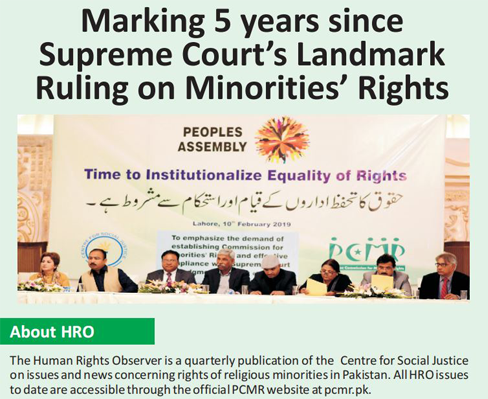 Marking 5 years since
Supreme Court's Landmark
Ruling on Minorities' Rights
PEOPLES
ASSEMBLY
Time to Institutionalize Equality of Rights
حقوق کا تحفظ اداروں کے قیام اور استحکام سے مشروط ہے۔
Lahore, 10th February 2019
To emphasize the demand of
establishing Commission for
and effective
Court
PCMR
About HRO
The Human Rights Observer is a quarterly publication of the Centre for Social Justice
on issues and news concerning rights of religious minorities in Pakistan. All HRO issues
to date are accessible through the official PCMR website at pcmr.pk.